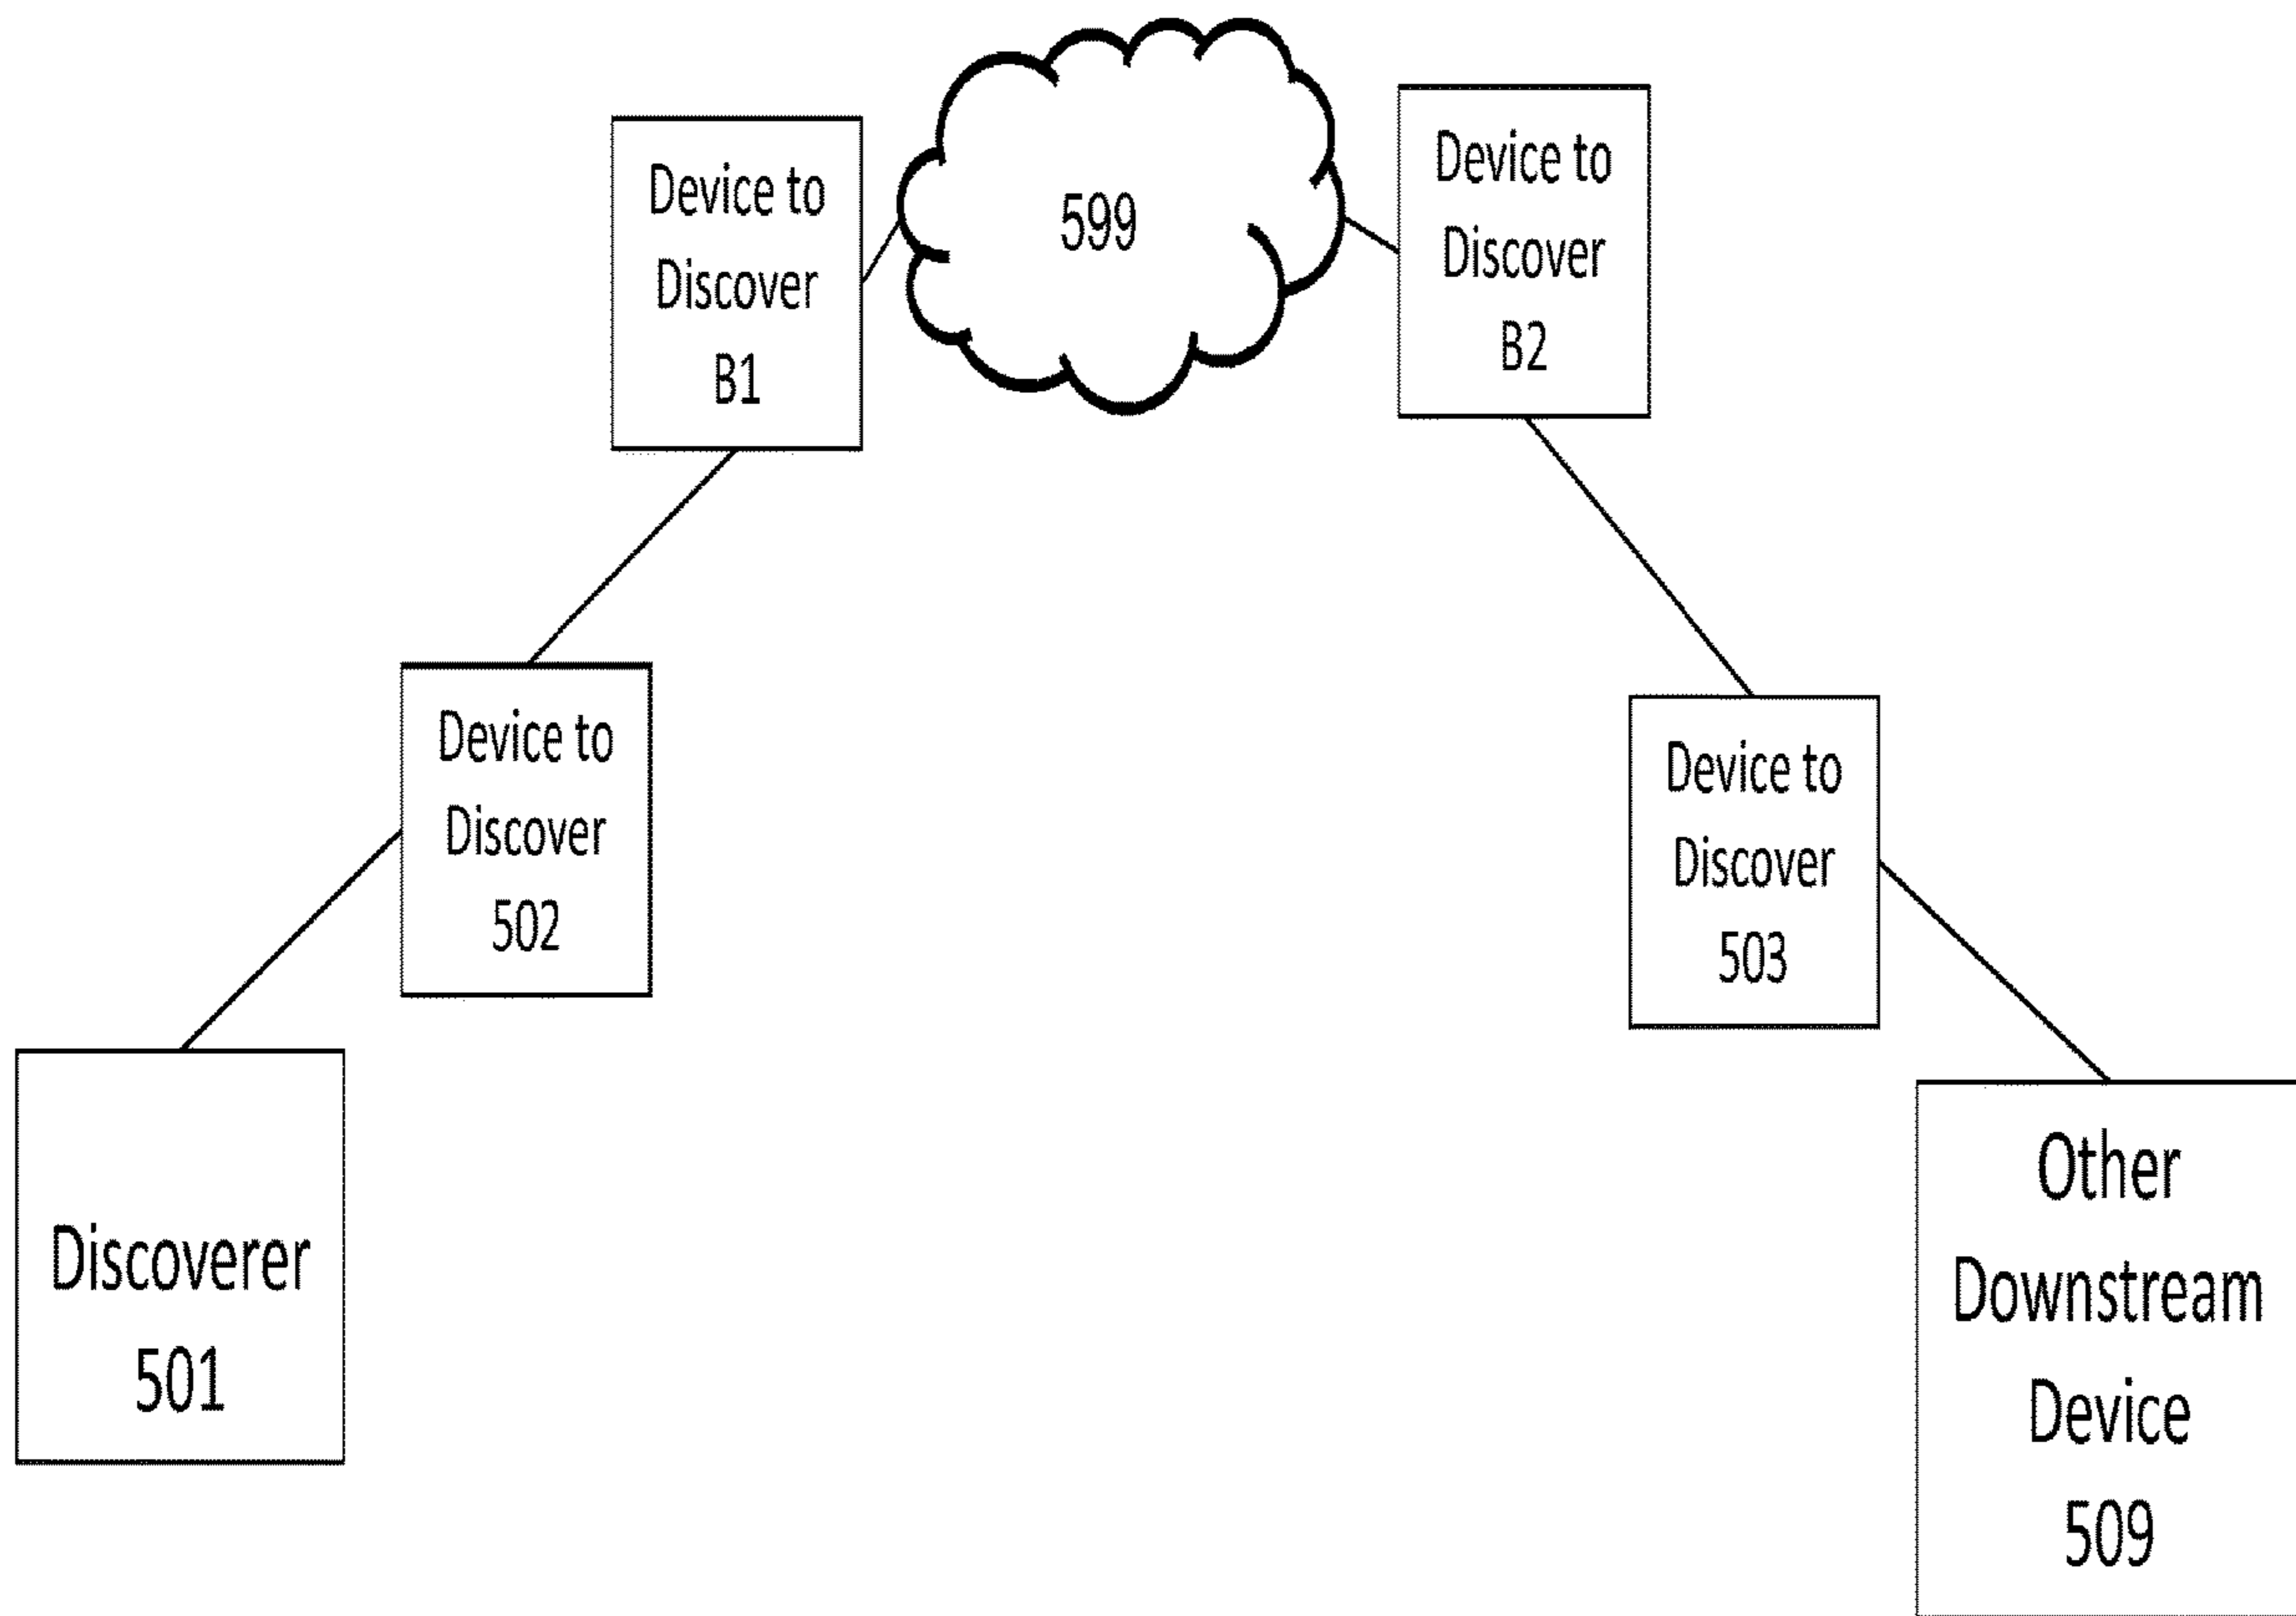 Device to
Discover
B1
599
Device to
Discover
B2
Device to
Discover
502
Device to
Discover
503
Discoverer
501
Other
Downstream
Device
509